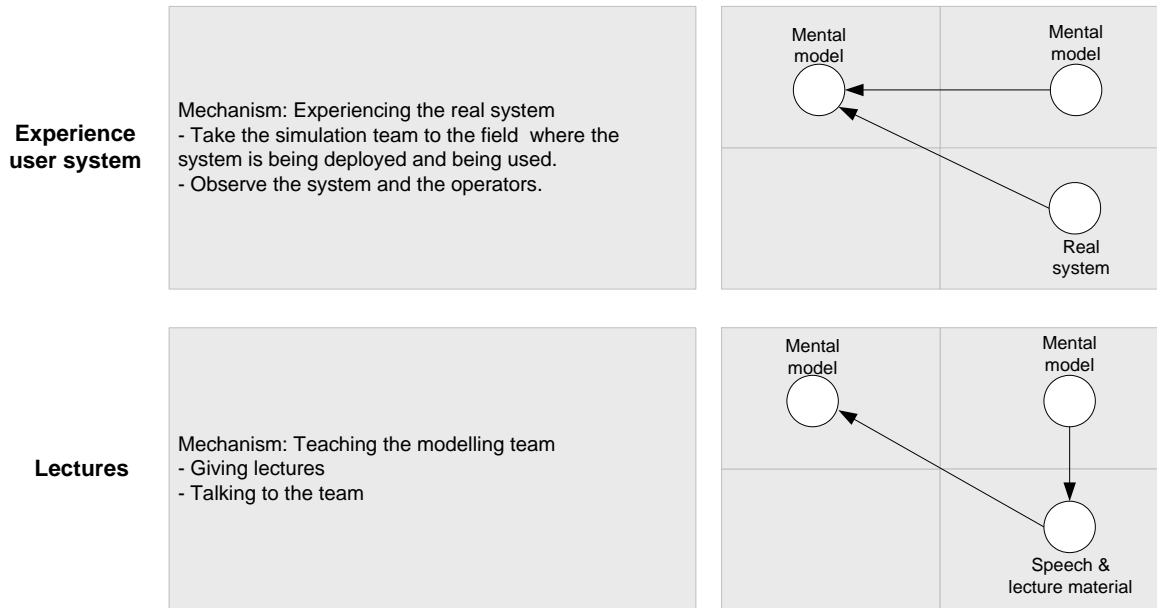 Experience
user system
Mechanism: Experiencing the real system
- Take the simulation team to the field  where the
system is being deployed and being used.
- Observe the system and the operators.
Mental
model
Mental
model
Real
system
Lectures
Mechanism: Teaching the modelling team
- Giving lectures
- Talking to the team
Mental
model
Mental
model
Speech &
lecture material